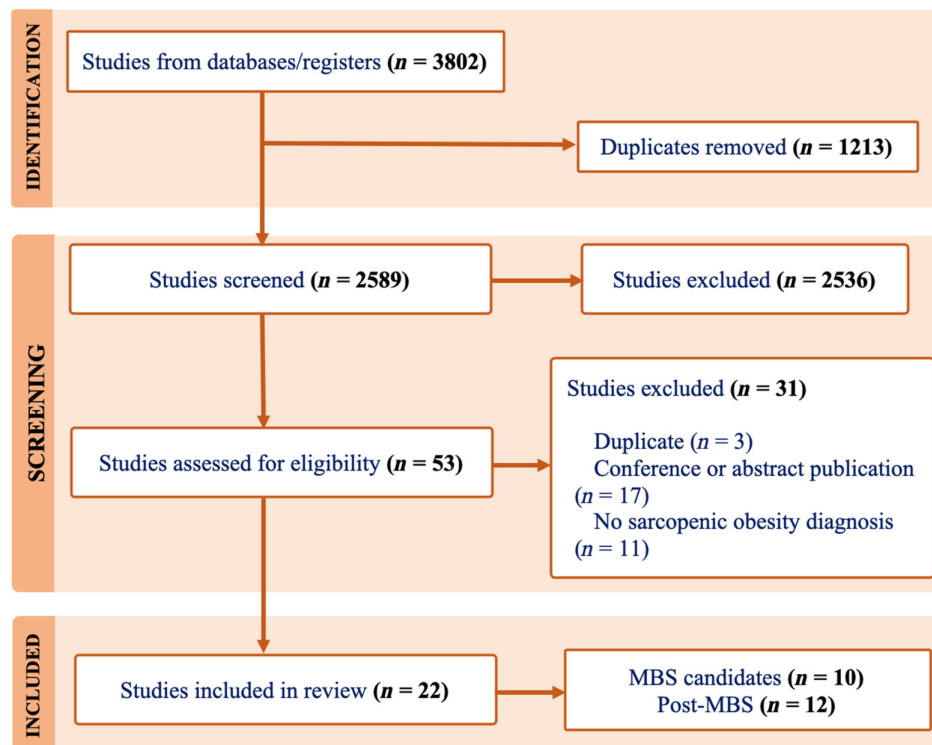 IDENTIFICATION
Studies from databases/registers (n = 3802)
Duplicates removed (n = 1213)
SCREENING
Studies screened (n = 2589)
Studies excluded (n = 2536)
Studies assessed for eligibility (n = 53)
Studies excluded (n = 31)
Duplicate (n = 3)
Conference or abstract publication
(n = 17)
No sarcopenic obesity diagnosis
(n = 11)
INCLUDED
Studies included in review (n = 22)
MBS candidates (n = 10)
Post-MBS (n = 12)